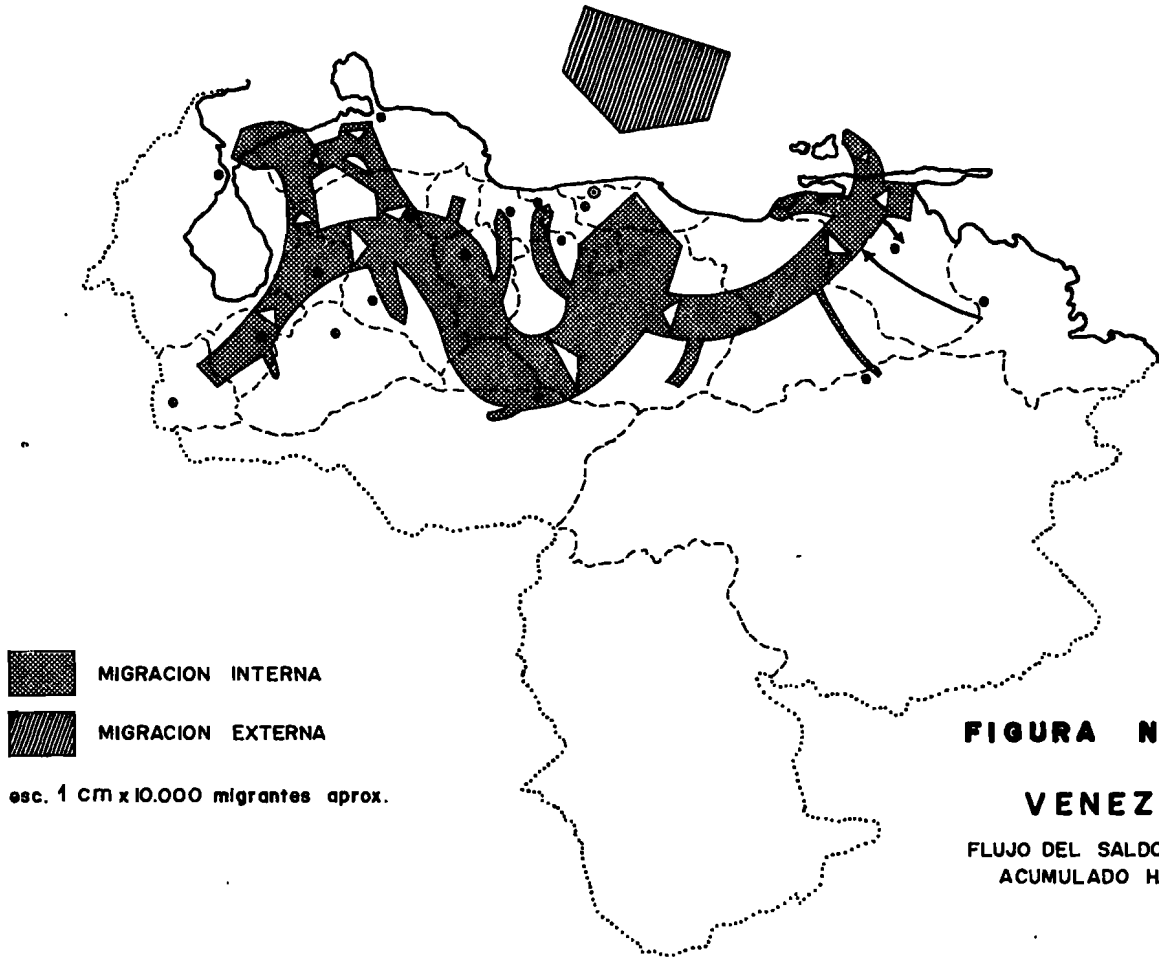 MIGRACION INTERNA
MIGRACION EXTERNA
esc. 1 cm x 10.000 migrantes aprox.
FIGURA N
VENEZ
FLUJO DEL SALDO
ACUMULADO H